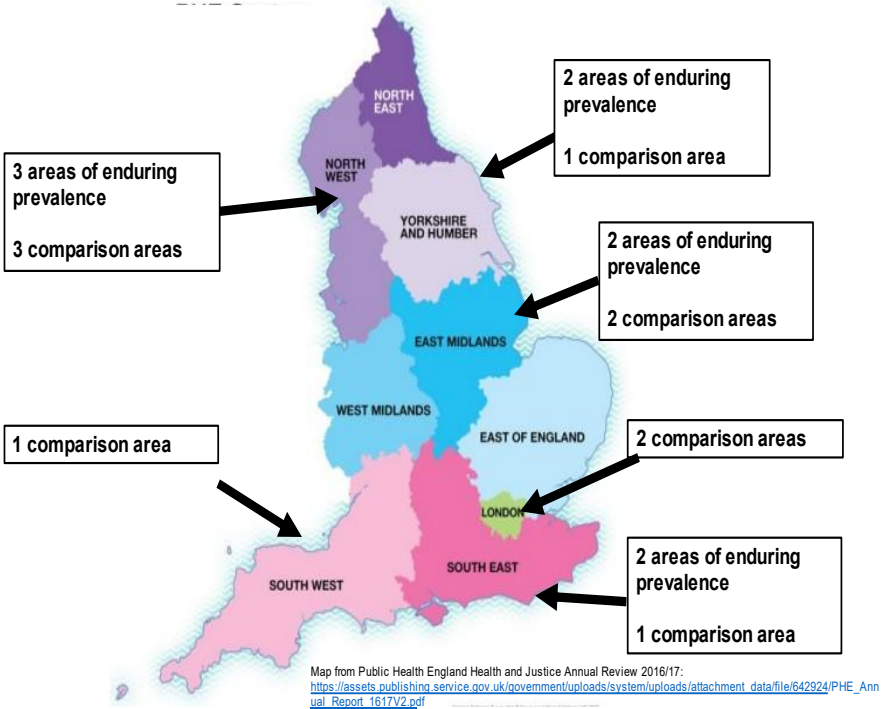 NORTH
EAST
2 areas of enduring
prevalence
1 comparison area
3 areas of enduring
prevalence
3 comparison areas
NORTH
WEST
YORKSHIRE
AND HUMBER
2 areas of enduring
prevalence
2 comparison areas
EAST MIDLANDS
WEST MIDLANDS
EAST OF ENGLAND
1 comparison area
2 comparison areas
LONDON
SOUTH EAST
SOUTH WEST
2 areas of enduring
prevalence
1 comparison area
Map from Public Health England Health and Justice Annual Review 2016/17:
https://assets.publishing.service.gov.uk/government/uploads/system/uploads/attachment_data/file/642924/PHE_Ann
ual_Report_1617V2.pdf